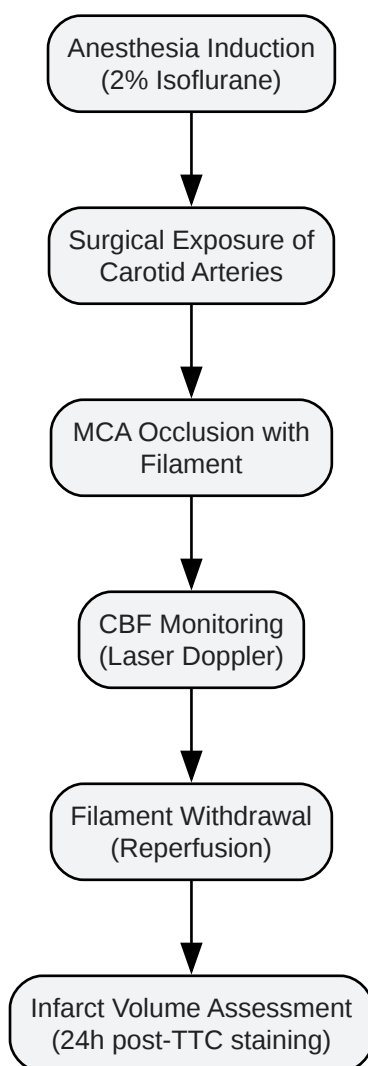 Anesthesia Induction
(2% Isoflurane)
Surgical Exposure of
Carotid Arteries
MCA Occlusion with
Filament
CBF Monitoring
(Laser Doppler)
Filament Withdrawal
(Reperfusion)
Infarct Volume Assessment
(24h post-TTC staining)